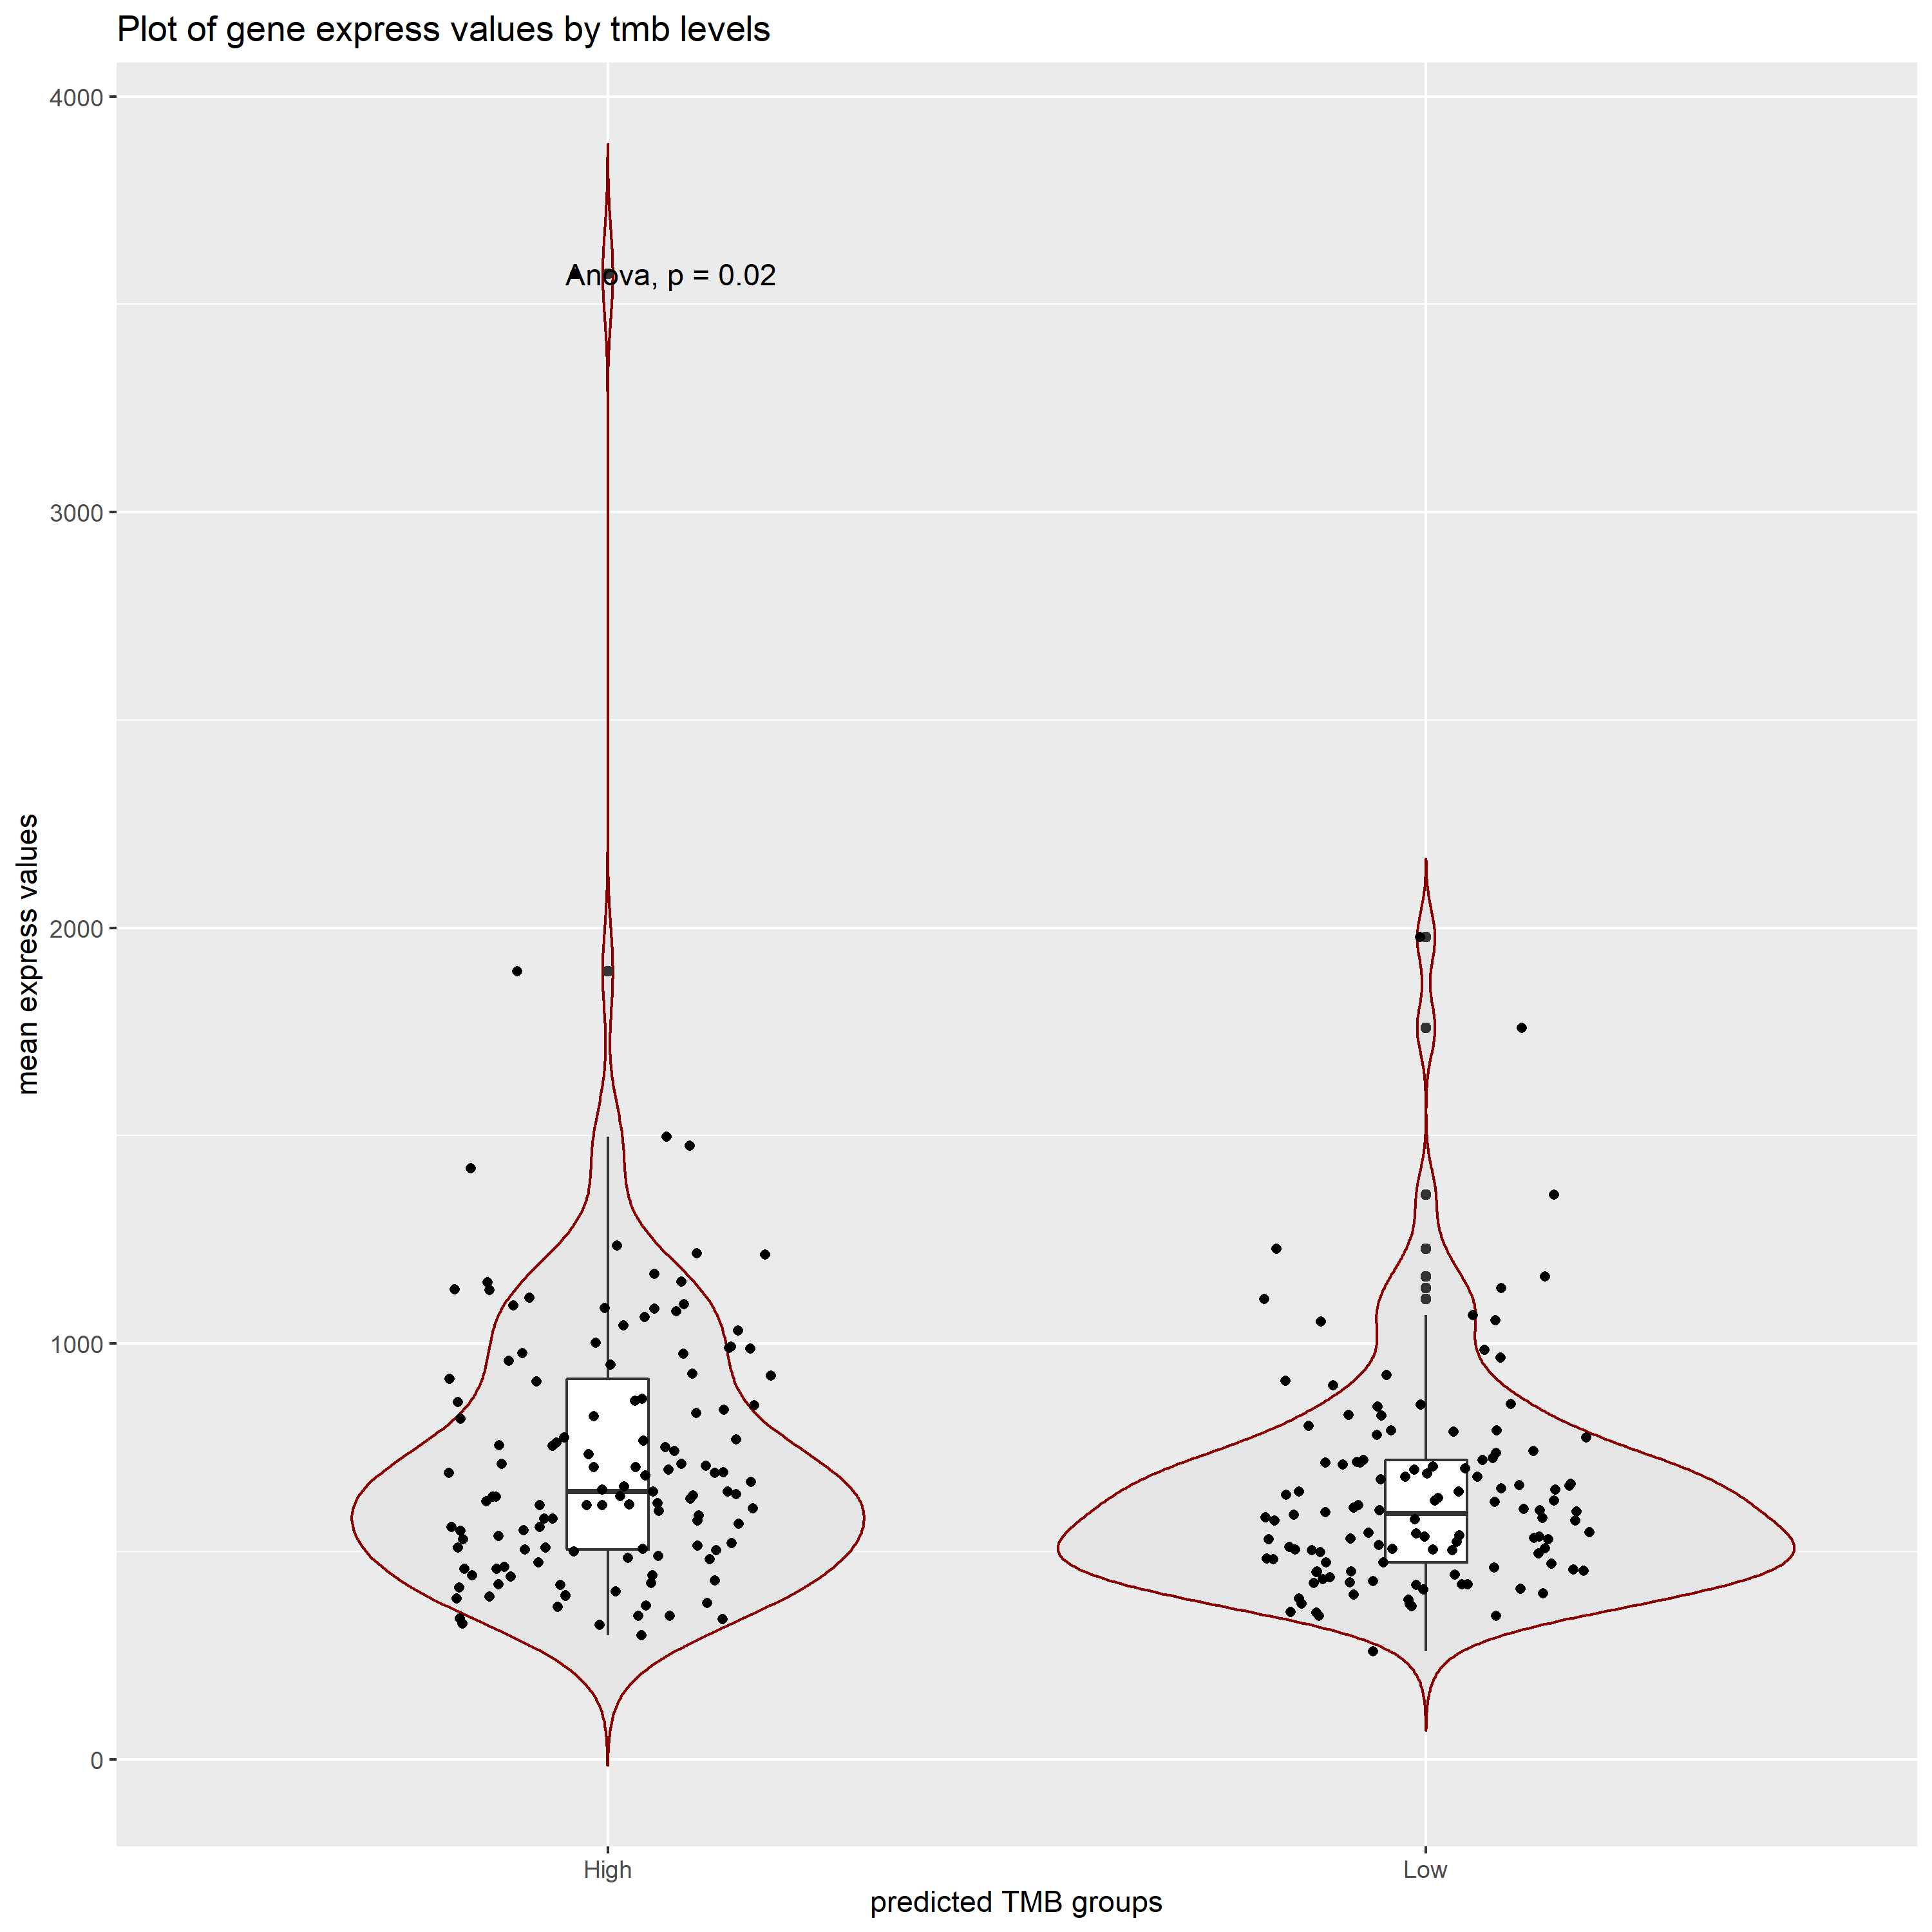 Plot of gene express values by tmb levels
4000
Anova, p = 0.02
3000
2000
1000
0
mean express values
High
Low
predicted TMB groups